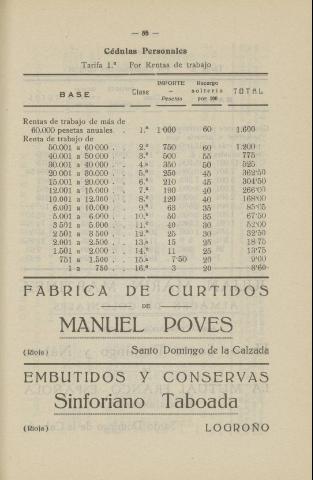 — 88 —
Cédulas Personales
Tarifa 1.ª Por Rentas de trabajo
BASE Clase IMPORTE – Pesetas Recargo soltería por 100 TOTAL
Rentas de trabajo de más de
60.000 pesetas anuales . 1.ª 1 000 60 1.600
Renta de trabajo de
50.001 a 60 000 . . 2.ª 750 60 1.200
40.001 a 50 000 . . 3.ª 500 55 775
30.001 a 40.000 . . 4.ª 350 50 525
20.001 a 30.000 . . 5.ª 250 45 362'50
15.001 a 20.000 . . 6.ª 210 45 304'50
12.001 a 15.000 . . 7.ª 190 40 266'00
10.001 a 12.000 . . 8.ª 120 40 168'00
6.001 a 10.000 . . 9.ª 63 35 85'05
5.001 a 6.000 . . 10.ª 50 35 67'50
3 501 a 5.000 . . 11.ª 40 30 52'00
2 501 a 3 500 . . 12.ª 25 30 32'50
2.001 a 2.500 . . 13.ª 15 25 18 75
1.501 a 2.000 . . 14.ª 11 25 13'75
751 a 1.500 . . 15.ª 7'50 20 9'00
1 a 750 . . 16.ª 3 20 3'60
FABRICA DE CURTIDOS
DE
MANUEL POVES
(Rioja) Santo Domingo de la Calzada
EMBUTIDOS Y CONSERVAS
Sinforiano Taboada
(Rioja) LOGROÑO